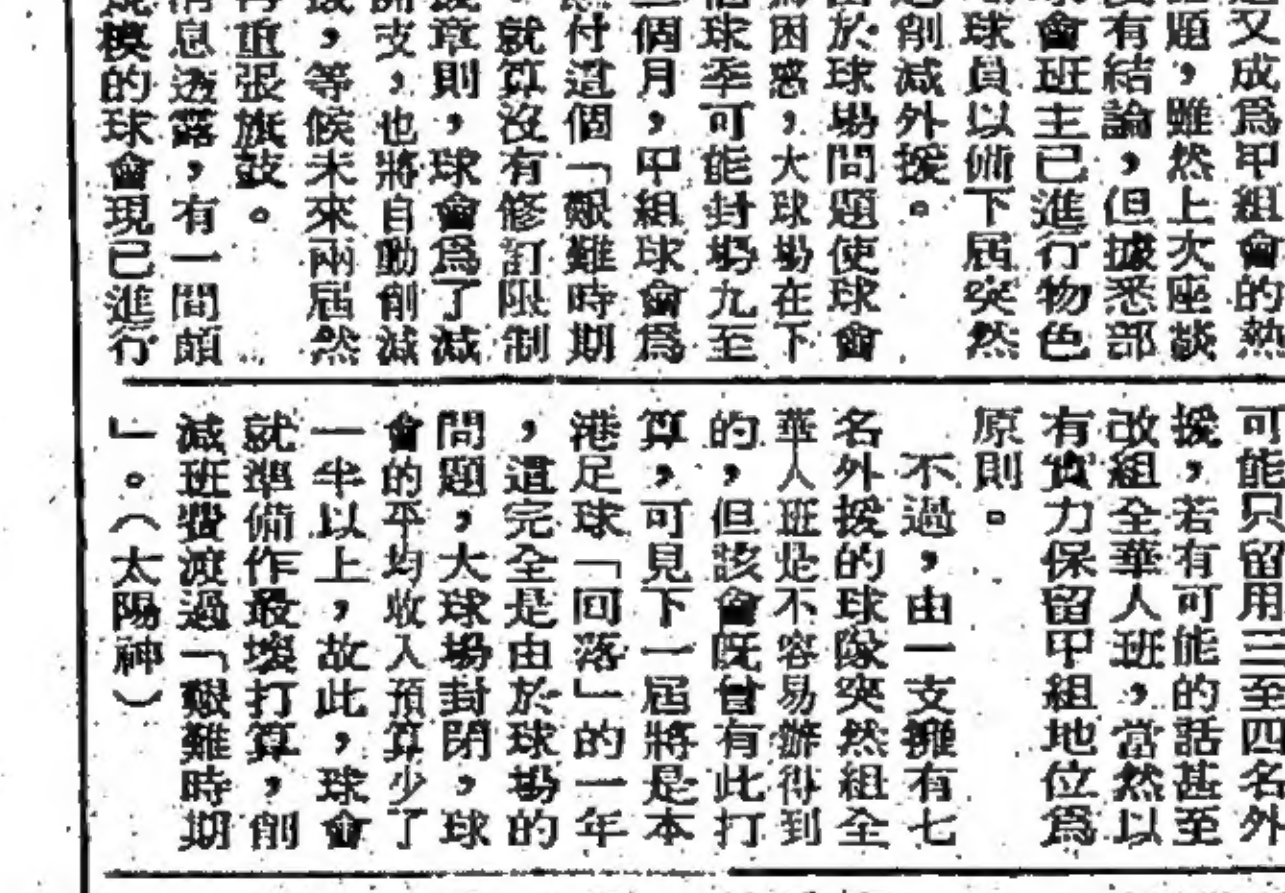 又成爲甲組會的熱
題，雖然上次座談
有結論，但據悉部
會班主已進行物色
球員以備下屆突然
削減外援。
於球場問題使球會
困惑，大球場在下
球季可能封場九至
個月，甲組球會爲
付這個「艱難時期
就算沒有修訂限制
章則，球會爲了減
支，也將自動削減
，等候未來兩屆然
重張旗鼓。
息透露，有一間頗
模的球會現已進行
可能只留用三至四名外
援，若有可能的話甚至
改組全華人班，當然以
有實力保留甲組地位爲
原則。
不過，由一支擁有七
名外援的球隊突然組全
華人班是不容易辦得到
的，但該會既曾有此打
算，可見下一屆將是本
港足球「回落」的一年
，這完全是由於球場的
問題，大球場封閉，球
會的平均收入預算少了
一半以上，故此，球會
就準備作最壞打算，削
減班費渡過「艱難時期
」。（太陽神）